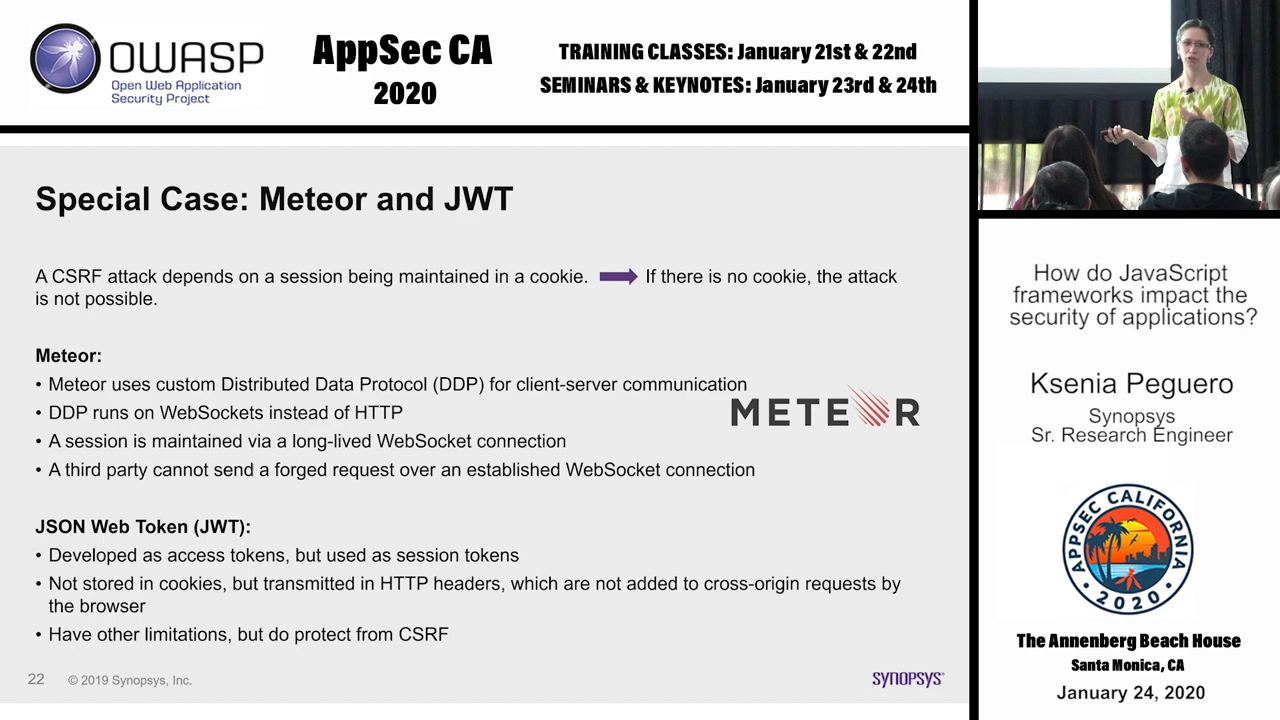 OWASP
Open Web Application
Security Project
AppSec CA
2020
TRAINING CLASSES: January 21st & 22nd
SEMINARS & KEYNOTES: January 23rd & 24th
Special Case: Meteor and JWT
A CSRF attack depends on a session being maintained in a cookie. If there is no cookie, the attack
is not possible.
Meteor:
• Meteor uses custom Distributed Data Protocol (DDP) for client-server communication
• DDP runs on WebSockets instead of HTTP
• A session is maintained via a long-lived WebSocket connection
• A third party cannot send a forged request over an established WebSocket connection
METEOR
JSON Web Token (JWT):
• Developed as access tokens, but used as session tokens
• Not stored in cookies, but transmitted in HTTP headers, which are not added to cross-origin requests by
the browser
• Have other limitations, but do protect from CSRF
22 © 2019 Synopsys, Inc.
SYNOPSYS®
How do JavaScript
frameworks impact the
security of applications?
Ksenia Peguero
Synopsys
Sr. Research Engineer
APPSEC CALIFORNIA
• 2020 •
The Annenberg Beach House
Santa Monica, CA
January 24, 2020